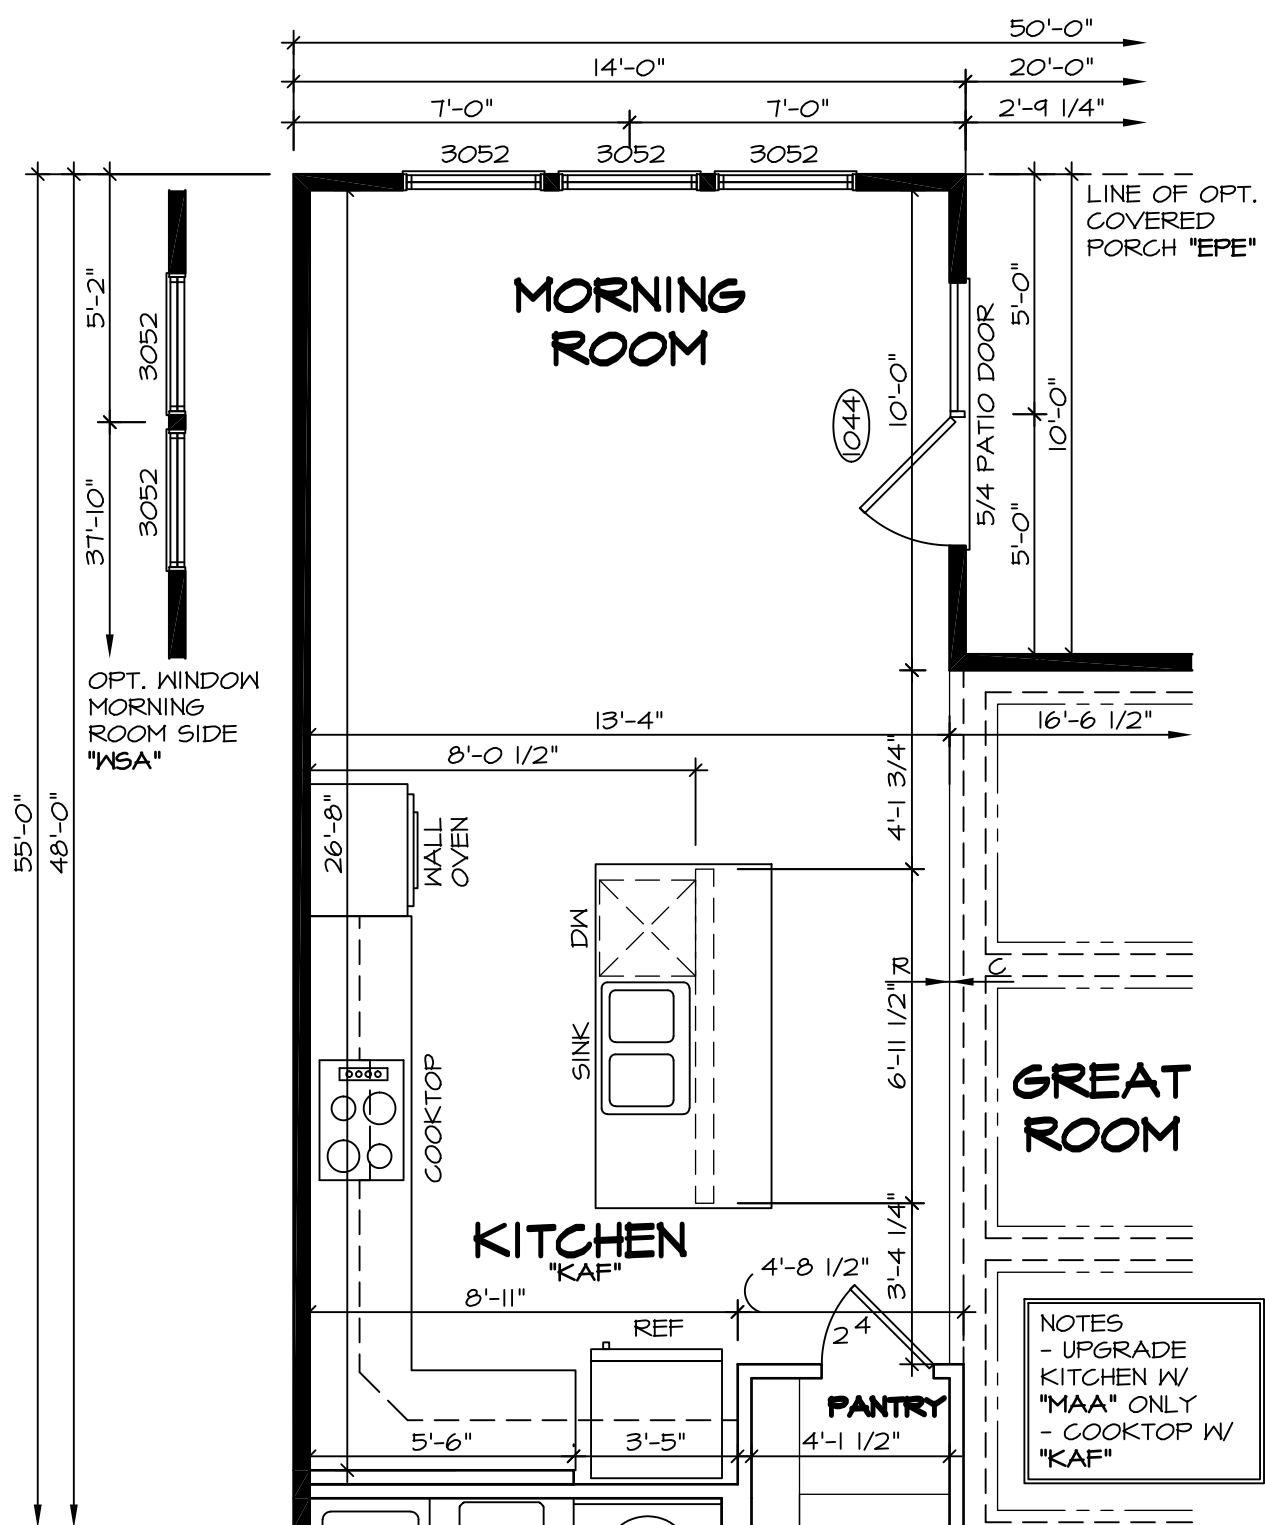 50'-0"
14'-0"
20'-0"
7'-0"
7'-0"
2'-9 1/4"
3052
3052
3052
LINE OF OPT.
COVERED
PORCH "EPE"
5'-2"
3052
MORNING
ROOM
5'-0"
5/4 PATIO DOOR
10'-0"
10'-0"
1044
37'-10"
3052
5'-0"
OPT. WINDOW
MORNING
ROOM SIDE
"WSA"
13'-4"
16'-6 1/2"
8'-0 1/2"
4'-1 3/4"
55'-0"
48'-0"
26'-8"
WALL
OVEN
DW
R
C
SINK
6'-11 1/2"
COOKTOP
GREAT
ROOM
KITCHEN
"KAF"
3'-4 1/4"
4'-8 1/2"
8'-11"
REF
2 4
NOTES
- UPGRADE
KITCHEN W/
"MAA" ONLY
- COOKTOP W/
"KAF"
PANTRY
5'-6"
3'-5"
4'-1 1/2"